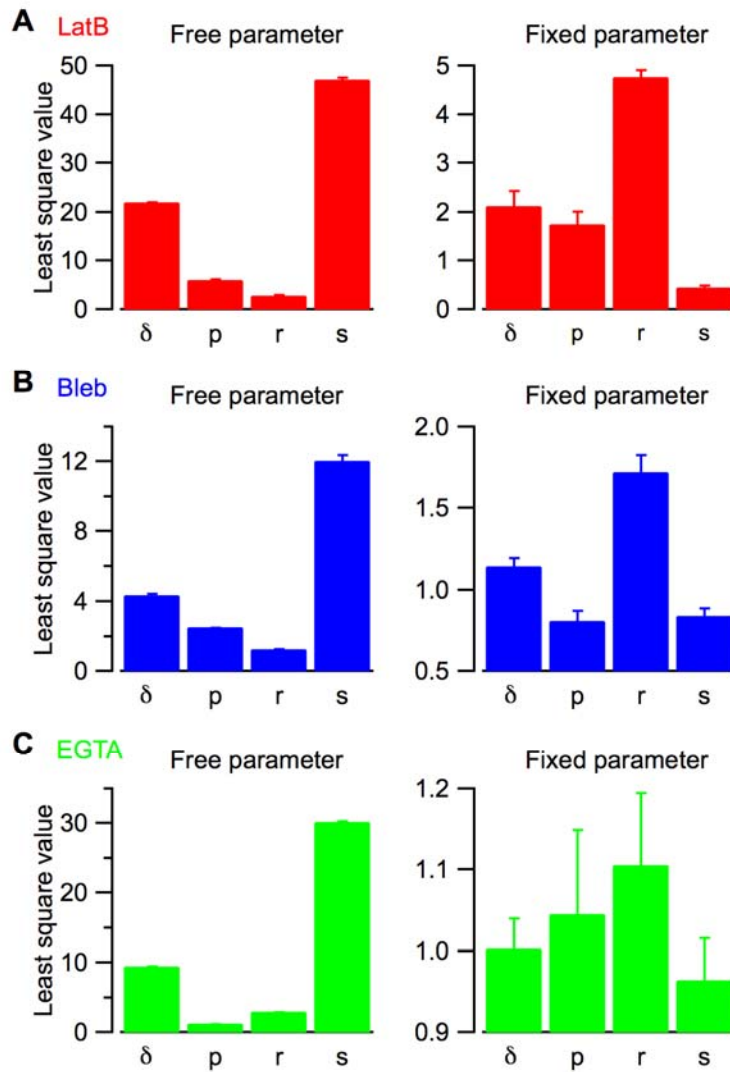 A LatB
Free parameter
Fixed parameter
Least square value
50
40
30
20
10
0
δ p r s
5
4
3
2
1
0
δ p r s
B Bleb
Free parameter
Fixed parameter
Least square value
12
8
4
0
δ p r s
2.0
1.5
1.0
0.5
δ p r s
C EGTA
Free parameter
Fixed parameter
Least square value
30
20
10
0
δ p r s
1.2
1.1
1.0
0.9
δ p r s